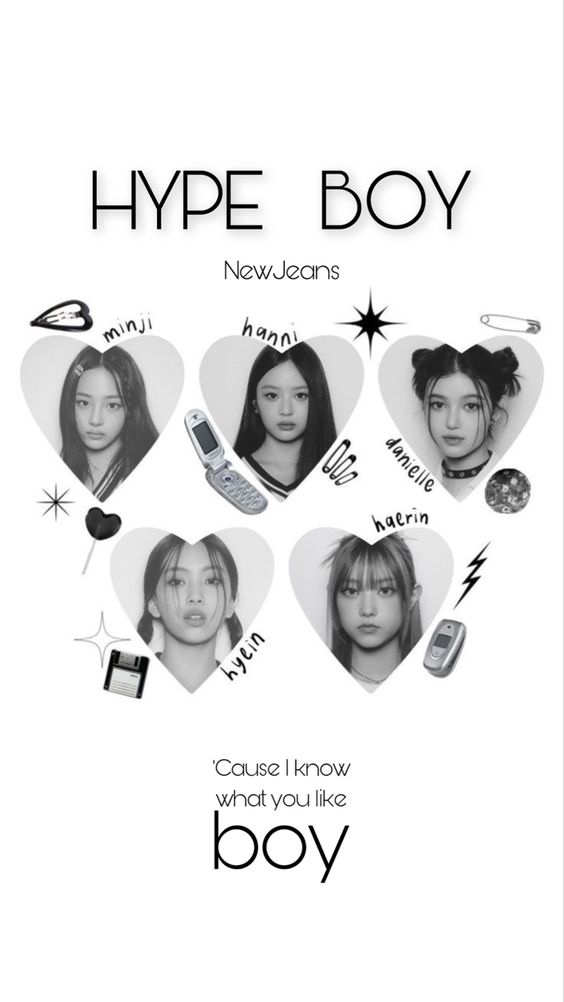 HYPE BOY
NewJeans
minji
hanni
danielle
hyein
haerin
'Cause I know
what you like
boy